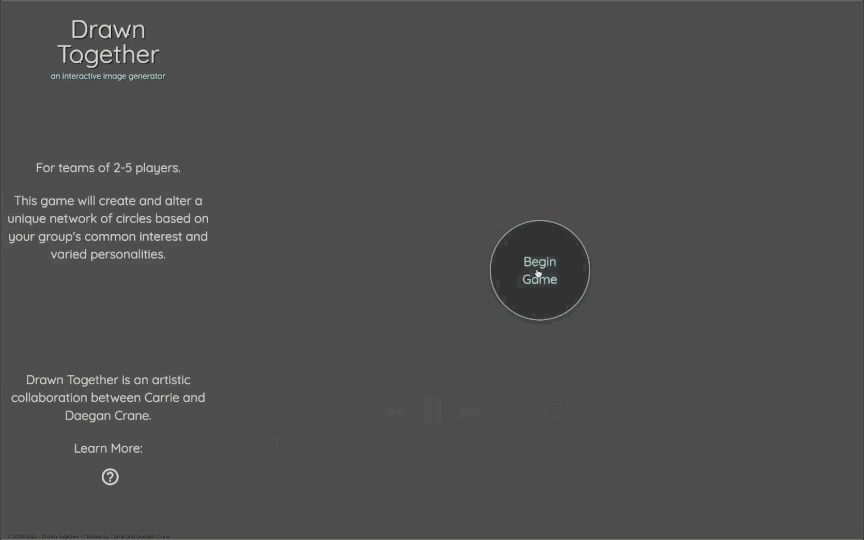 Drawn
Together
an interactive image generator
For teams of 2-5 players.
This game will create and alter a
unique network of circles based on
your group's common interest and
varied personalities.
Begin
Game
Drawn Together is an artistic
collaboration between Carrie and
Daegan Crane.
Learn More:
?